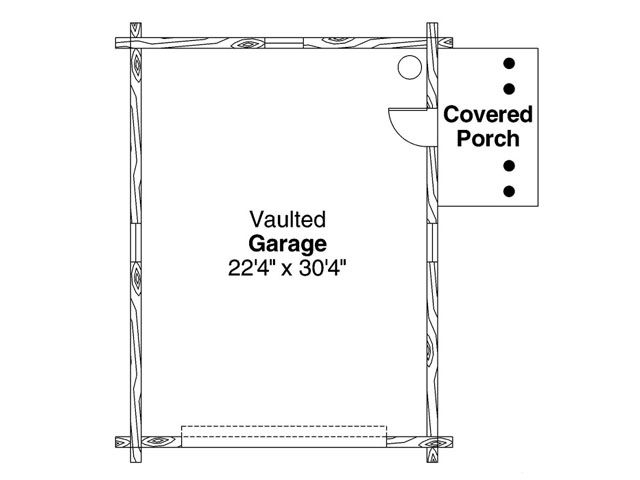 Covered
Porch
Vaulted
Garage
22'4" x 30'4"